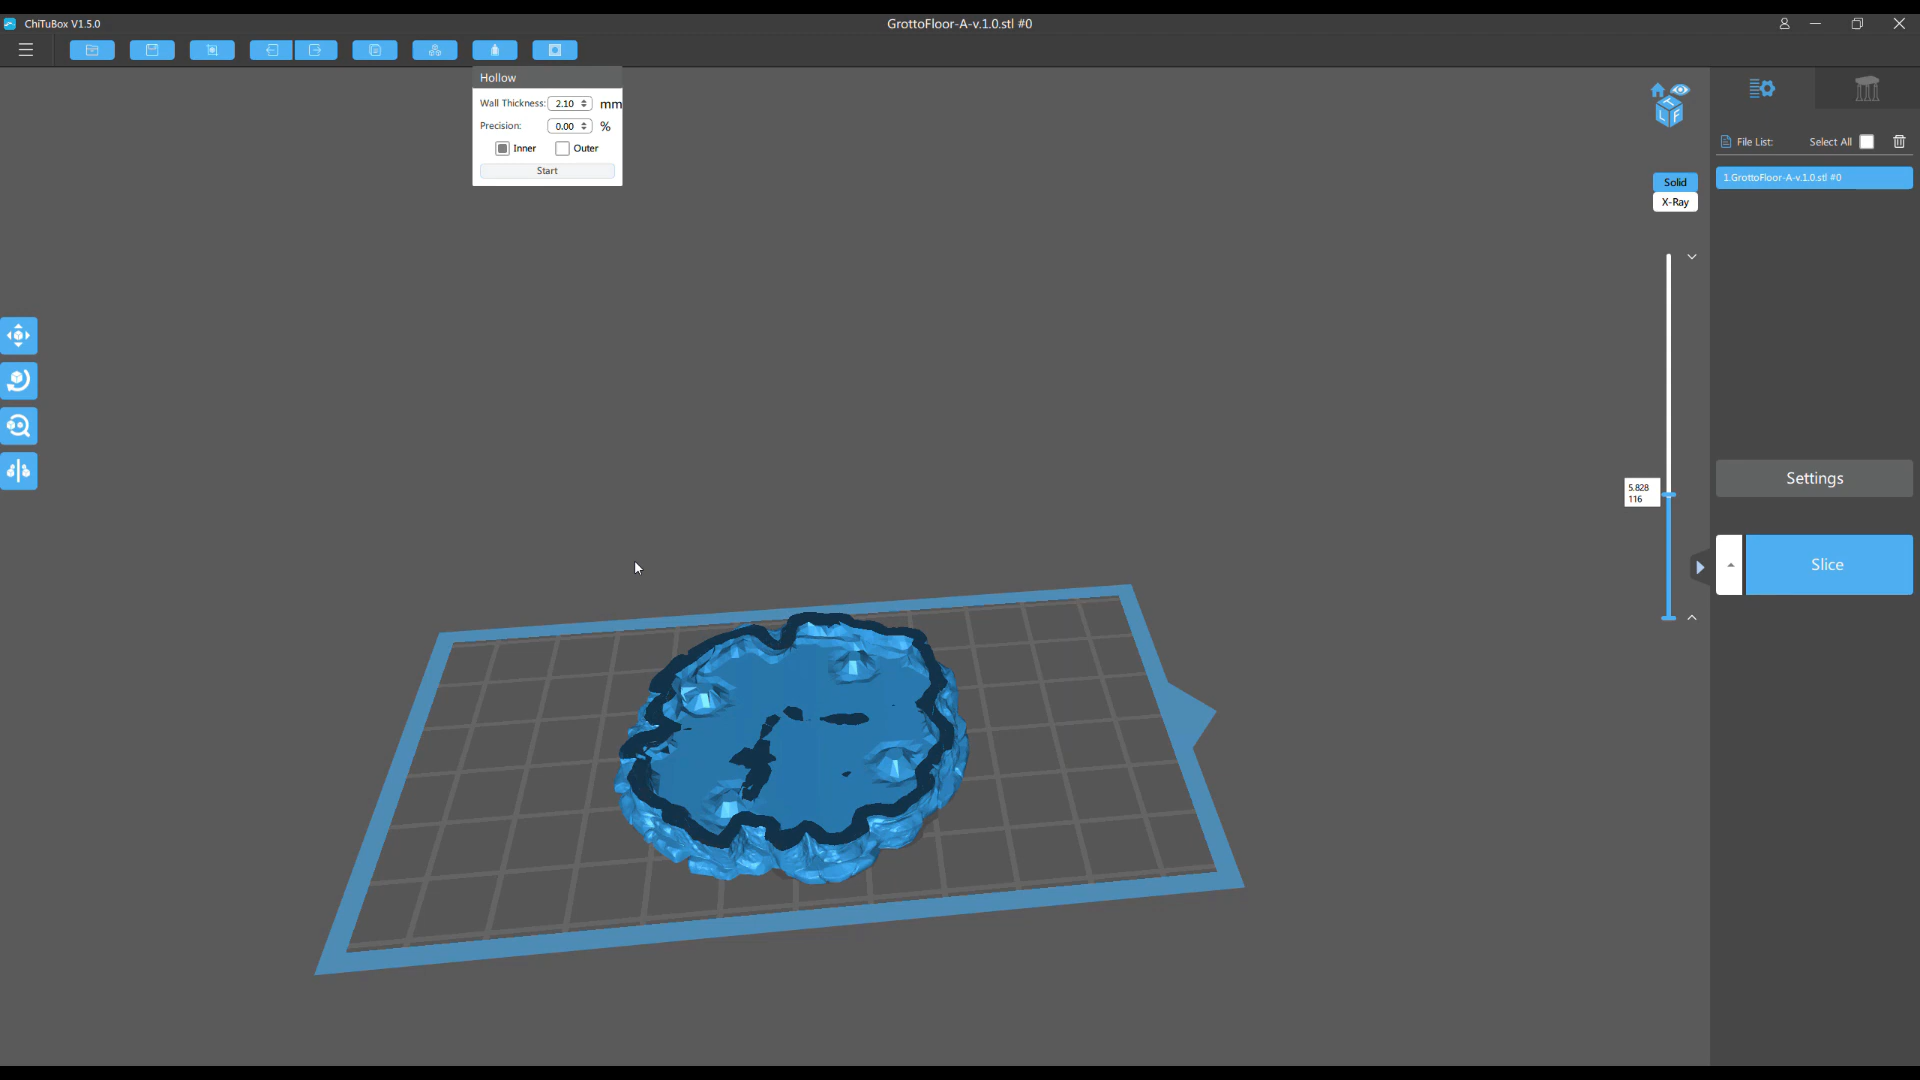 ChiTuBox V1.5.0
GrottoFloor-A-v.1.0.stl #0
Hollow
Wall Thickness: 2.10 mm
Precision: 0.00 %
Inner Outer
Start
T
L F
File List: Select All
1.GrottoFloor-A-v.1.0.stl #0
Solid
X-Ray
Settings
5.828
116
Slice